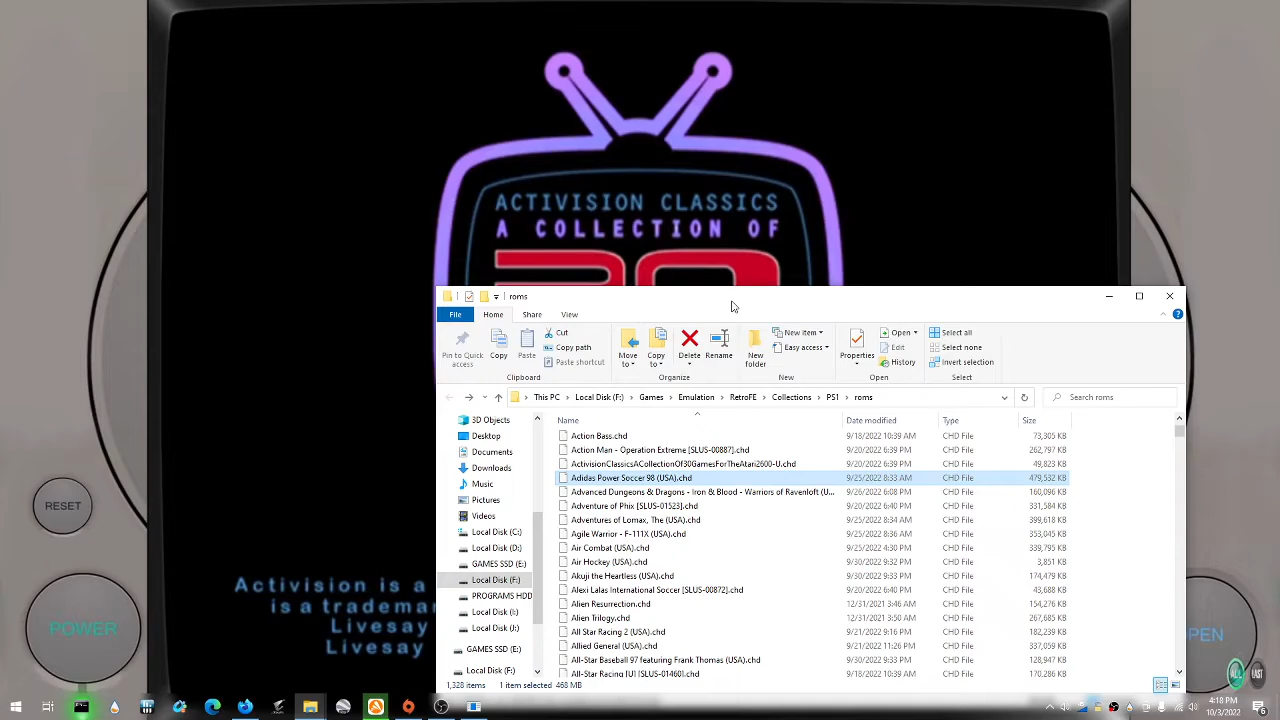 ACTIVISION CLASSICS
A COLLECTION OF
30
roms
File Home Share View
Pin to Quick access
Copy
Paste
Cut
Copy path
Paste shortcut
Move to
Copy to
Delete
Rename
New folder
New item
Easy access
Properties
Open
Edit
History
Select all
Select none
Invert selection
Clipboard Organize New Open Select
This PC > Local Disk (F:) > Games > Emulation > RetroFE > Collections > PS1 > roms
Search roms
Name Date modified Type Size
3D Objects
Desktop
Documents
Downloads
Music
Pictures
Videos
Local Disk (C:)
Local Disk (D:)
GAMES SSD (E:)
Local Disk (F:)
PROGRAMS HDD
Local Disk (I:)
Local Disk (J:)
GAMES SSD (E:)
Local Disk (F:)
Action Bass.chd 9/18/2022 10:39 AM CHD File 73,305 KB
Action Man - Operation Extreme [SLUS-00887].chd 9/20/2022 6:39 PM CHD File 262,797 KB
ActivisionClassicsACollectionOf30GamesForTheAtari2600-U.chd 9/20/2022 6:39 PM CHD File 49,823 KB
Adidas Power Soccer 98 (USA).chd 9/25/2022 8:33 AM CHD File 479,532 KB
Advanced Dungeons & Dragons - Iron & Blood - Warriors of Ravenloft (U... 9/26/2022 6:08 PM CHD File 160,096 KB
Adventure of Phix [SLUS-01523].chd 9/20/2022 6:40 PM CHD File 331,584 KB
Adventures of Lomax, The (USA).chd 9/25/2022 8:34 AM CHD File 399,618 KB
Agile Warrior - F-111X (USA).chd 9/25/2022 8:36 AM CHD File 353,045 KB
Air Combat (USA).chd 9/25/2022 4:30 PM CHD File 339,795 KB
Air Hockey (USA).chd 9/30/2022 9:32 PM CHD File 3,851 KB
Akuji the Heartless (USA).chd 9/30/2022 9:33 PM CHD File 174,479 KB
Alexi Lalas International Soccer [SLUS-00872].chd 9/20/2022 6:40 PM CHD File 43,688 KB
Alien Resurrection.chd 12/31/2021 3:46 AM CHD File 154,276 KB
Alien Trilogy.chd 12/31/2021 3:50 AM CHD File 267,685 KB
All Star Racing 2 (USA).chd 9/21/2022 9:16 PM CHD File 182,239 KB
Allied General (USA).chd 9/21/2022 11:26 PM CHD File 337,059 KB
All-Star Baseball 97 featuring Frank Thomas (USA).chd 9/30/2022 9:33 PM CHD File 128,947 KB
All-Star Racing [U] [SLUS-01460].chd 9/18/2022 10:39 AM CHD File 170,286 KB
1,328 items 1 item selected 468 MB
RESET
POWER
OPEN
Activision is a
is a trademar
Livesay
Livesay
ALL
LAST
4:18 PM
10/3/2022
6